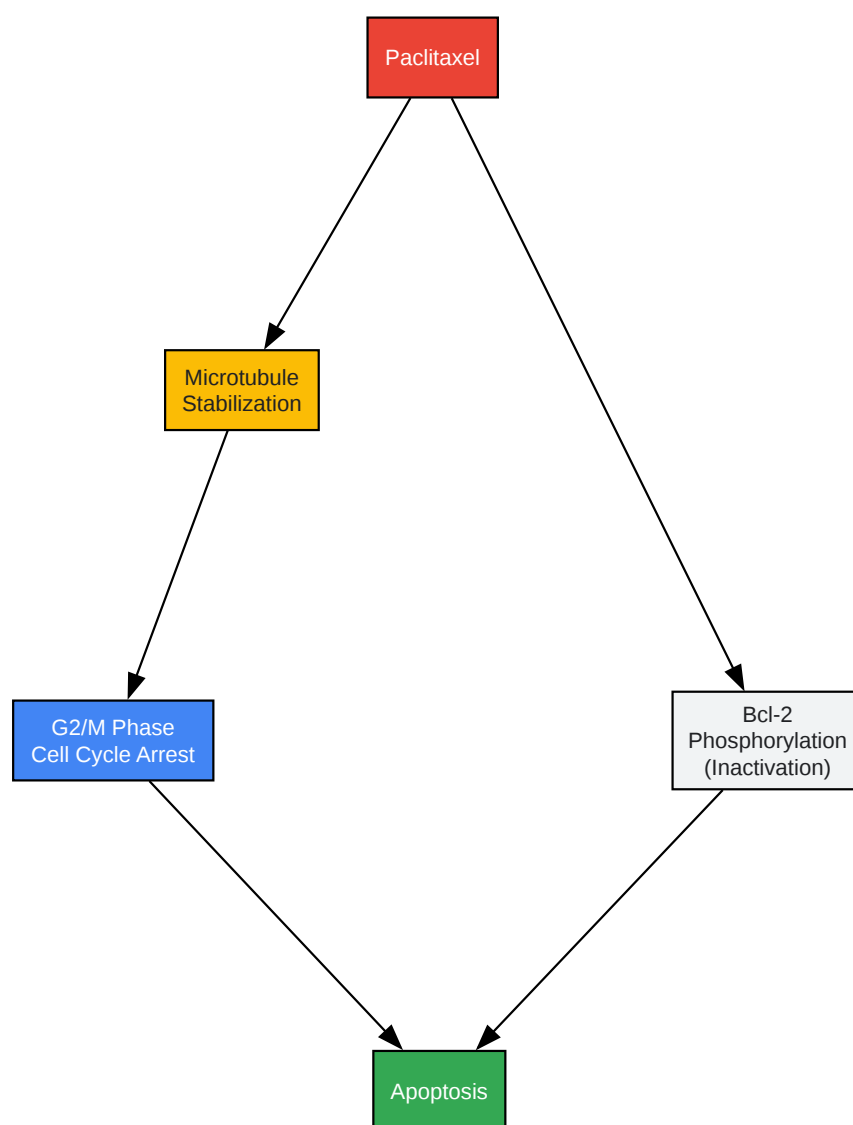 Paclitaxel
Microtubule
Stabilization
G2/M Phase
Cell Cycle Arrest
Bcl-2
Phosphorylation
(Inactivation)
Apoptosis